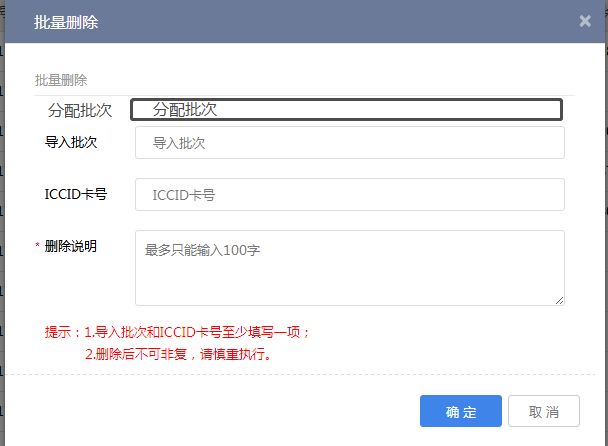 批量删除 ×
批量删除
分配批次 分配批次
导入批次 导入批次
ICCID卡号 ICCID卡号
* 删除说明 最多只能输入100字
提示：1.导入批次和ICCID卡号至少填写一项；
2.删除后不可非复，请慎重执行。
确 定 取 消